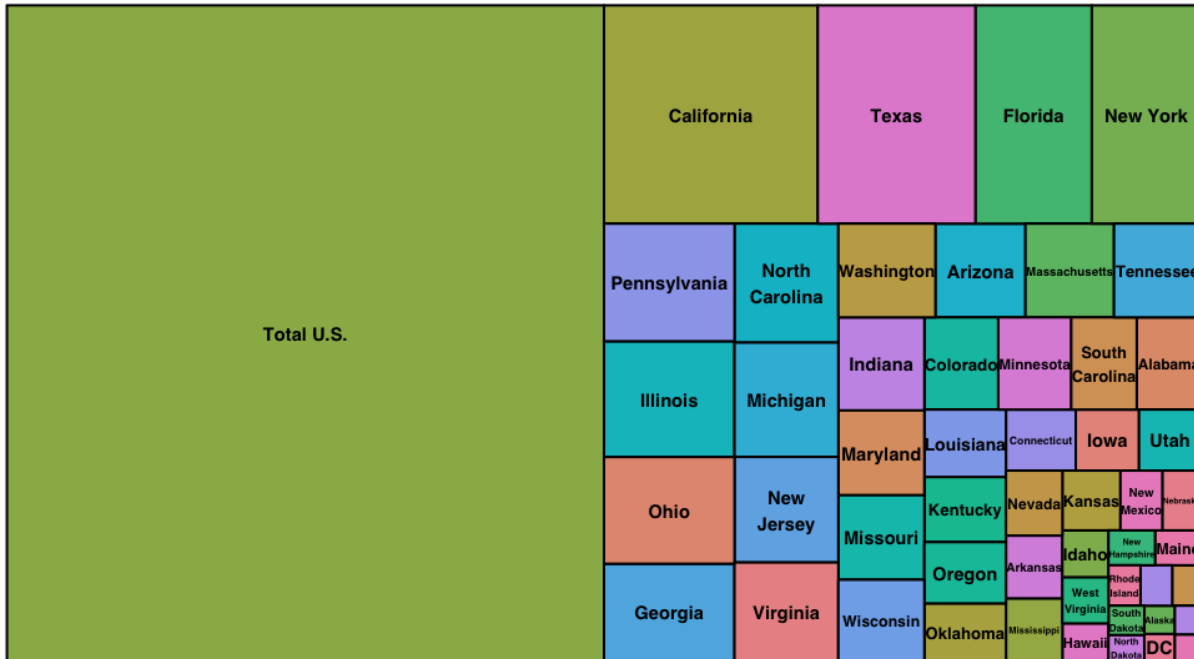 Total U.S.
California
Texas
Florida
New York
Pennsylvania
North
Carolina
Washington
Arizona
Massachusetts
Tennessee
Illinois
Michigan
Indiana
Colorado
Minnesota
South
Carolina
Alabama
Maryland
Louisiana
Connecticut
Iowa
Utah
Ohio
New
Jersey
Missouri
Kentucky
Nevada
Kansas
New
Mexico
Nebrask
Oregon
Arkansas
Idaho
New
Hampshire
Maine
Georgia
Virginia
Wisconsin
Oklahoma
Mississippi
West
Virginia
Rhode
Island
Hawaii
South
Dakota
Alaska
North
Dakota
DC